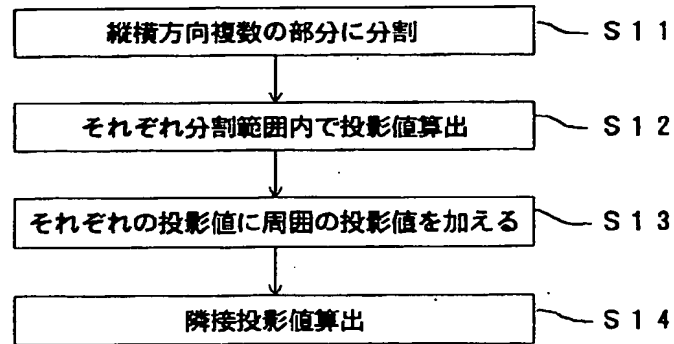 縦横方向複数の部分に分割 S11
それぞれ分割範囲内で投影値算出 S12
それぞれの投影値に周囲の投影値を加える S13
隣接投影値算出 S14